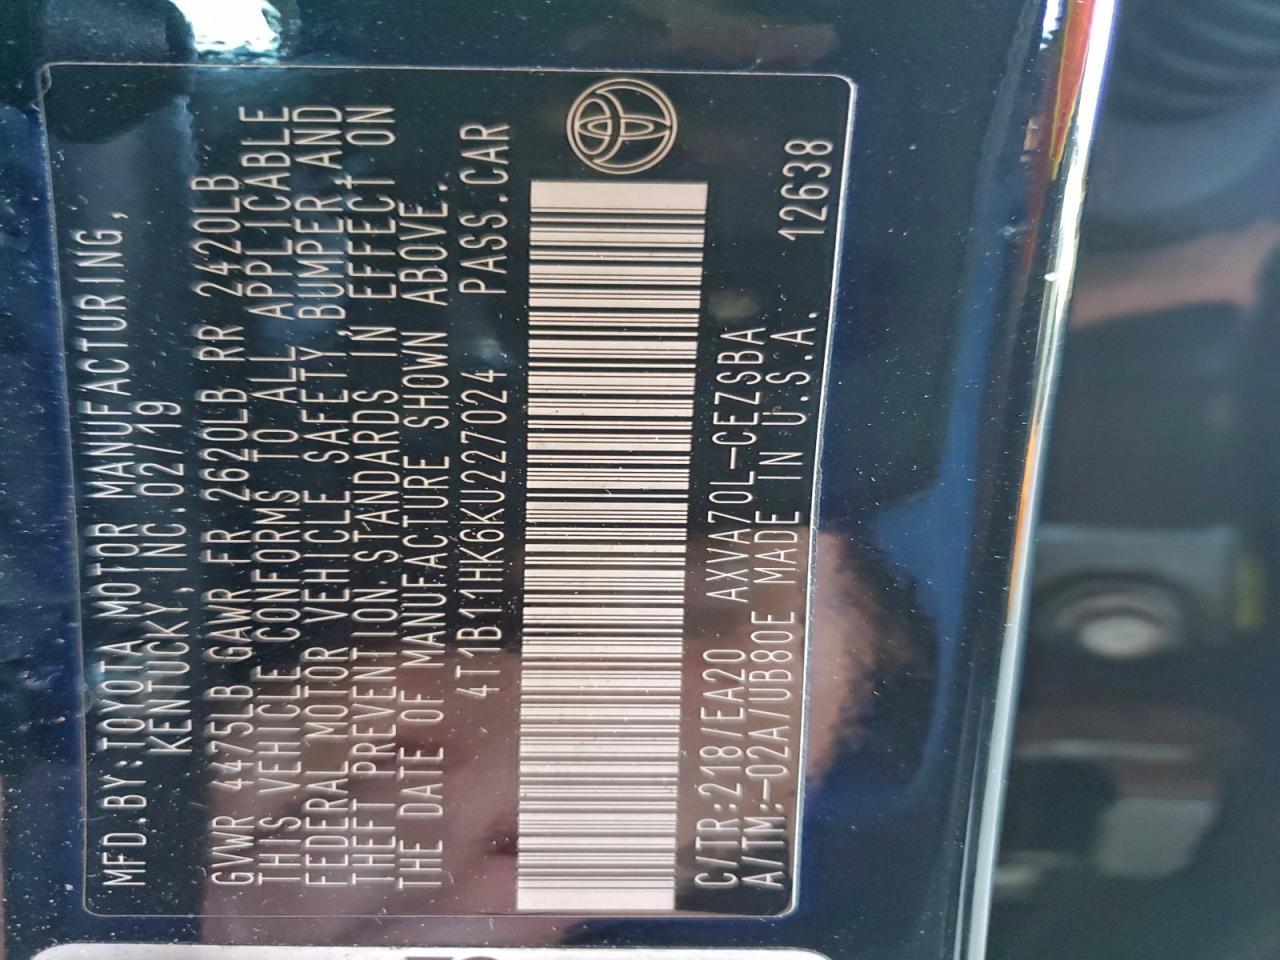 MFD.BY:TOYOTA MOTOR MANUFACTURING,
KENTUCKY, INC.02/19
GVWR 4475LB GAWR FR 2620LB RR 2420LB
THIS VEHICLE CONFORMS TO ALL APPLICABLE
FEDERAL MOTOR VEHICLE SAFETY, BUMPER, AND
THEFT PREVENTION STANDARDS IN EFFECT ON
THE DATE OF MANUFACTURE SHOWN ABOVE.
4T1B11HK6KU227024 PASS.CAR
C/TR:218/EA20 AXVA70L-CEZSBA
A/TM:-02A/UB80E MADE IN U.S.A. 12638